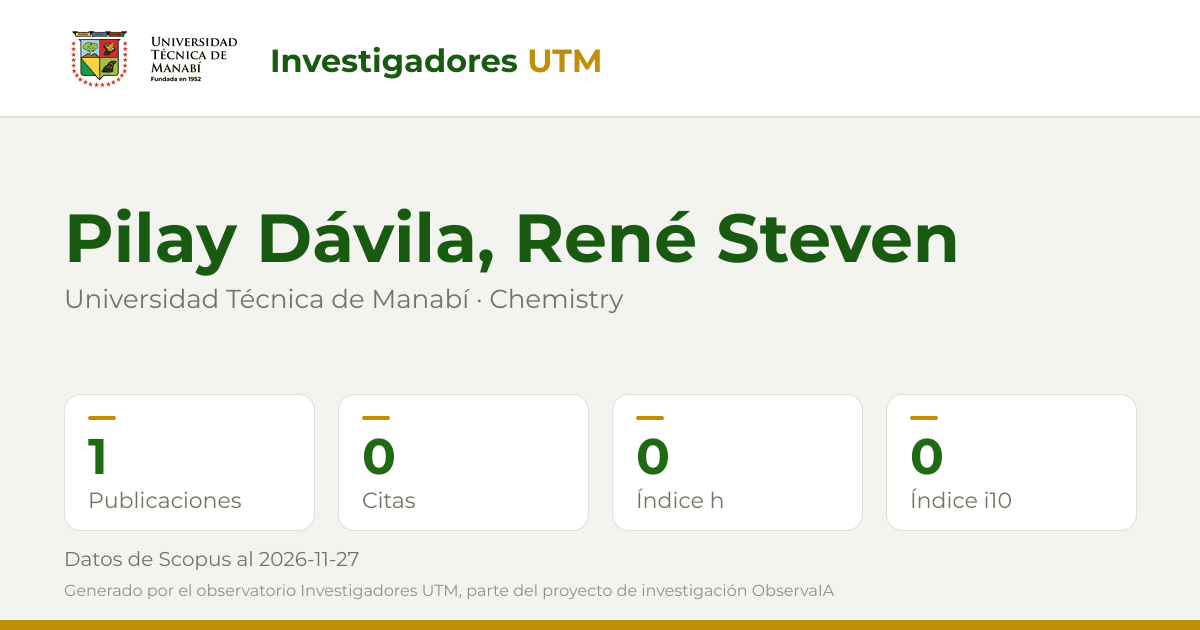 UNIVERSIDAD
TÉCNICA DE
MANABÍ
Fundada en 1952
Investigadores UTM
Pilay Dávila, René Steven
Universidad Técnica de Manabí · Chemistry
1
Publicaciones
0
Citas
0
Índice h
0
Índice i10
Datos de Scopus al 2026-11-27
Generado por el observatorio Investigadores UTM, parte del proyecto de investigación ObservaIA